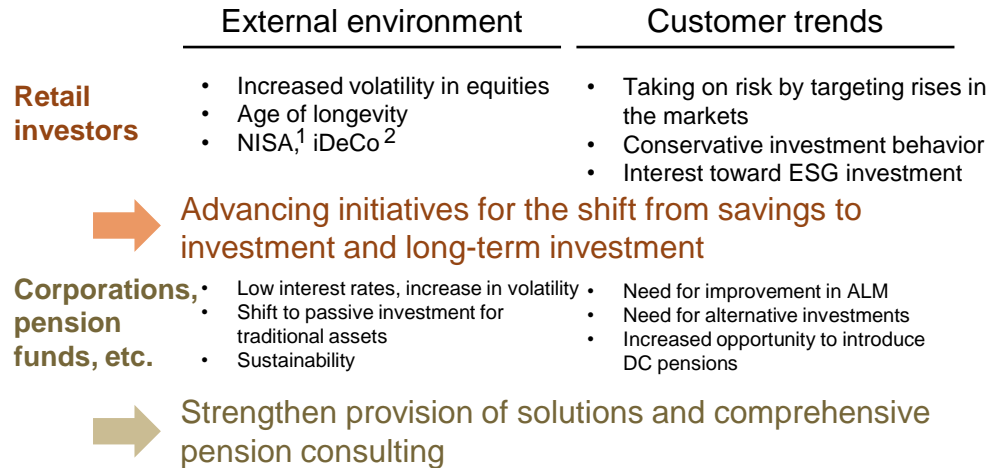 External environment
Customer trends
Retail
investors
• Increased volatility in equities
• Age of longevity
• NISA,1 iDeCo 2
• Taking on risk by targeting rises in
the markets
• Conservative investment behavior
• Interest toward ESG investment
Advancing initiatives for the shift from savings to
investment and long-term investment
Corporations,
pension
funds, etc.
• Low interest rates, increase in volatility
• Shift to passive investment for
traditional assets
• Sustainability
• Need for improvement in ALM
• Need for alternative investments
• Increased opportunity to introduce
DC pensions
Strengthen provision of solutions and comprehensive
pension consulting